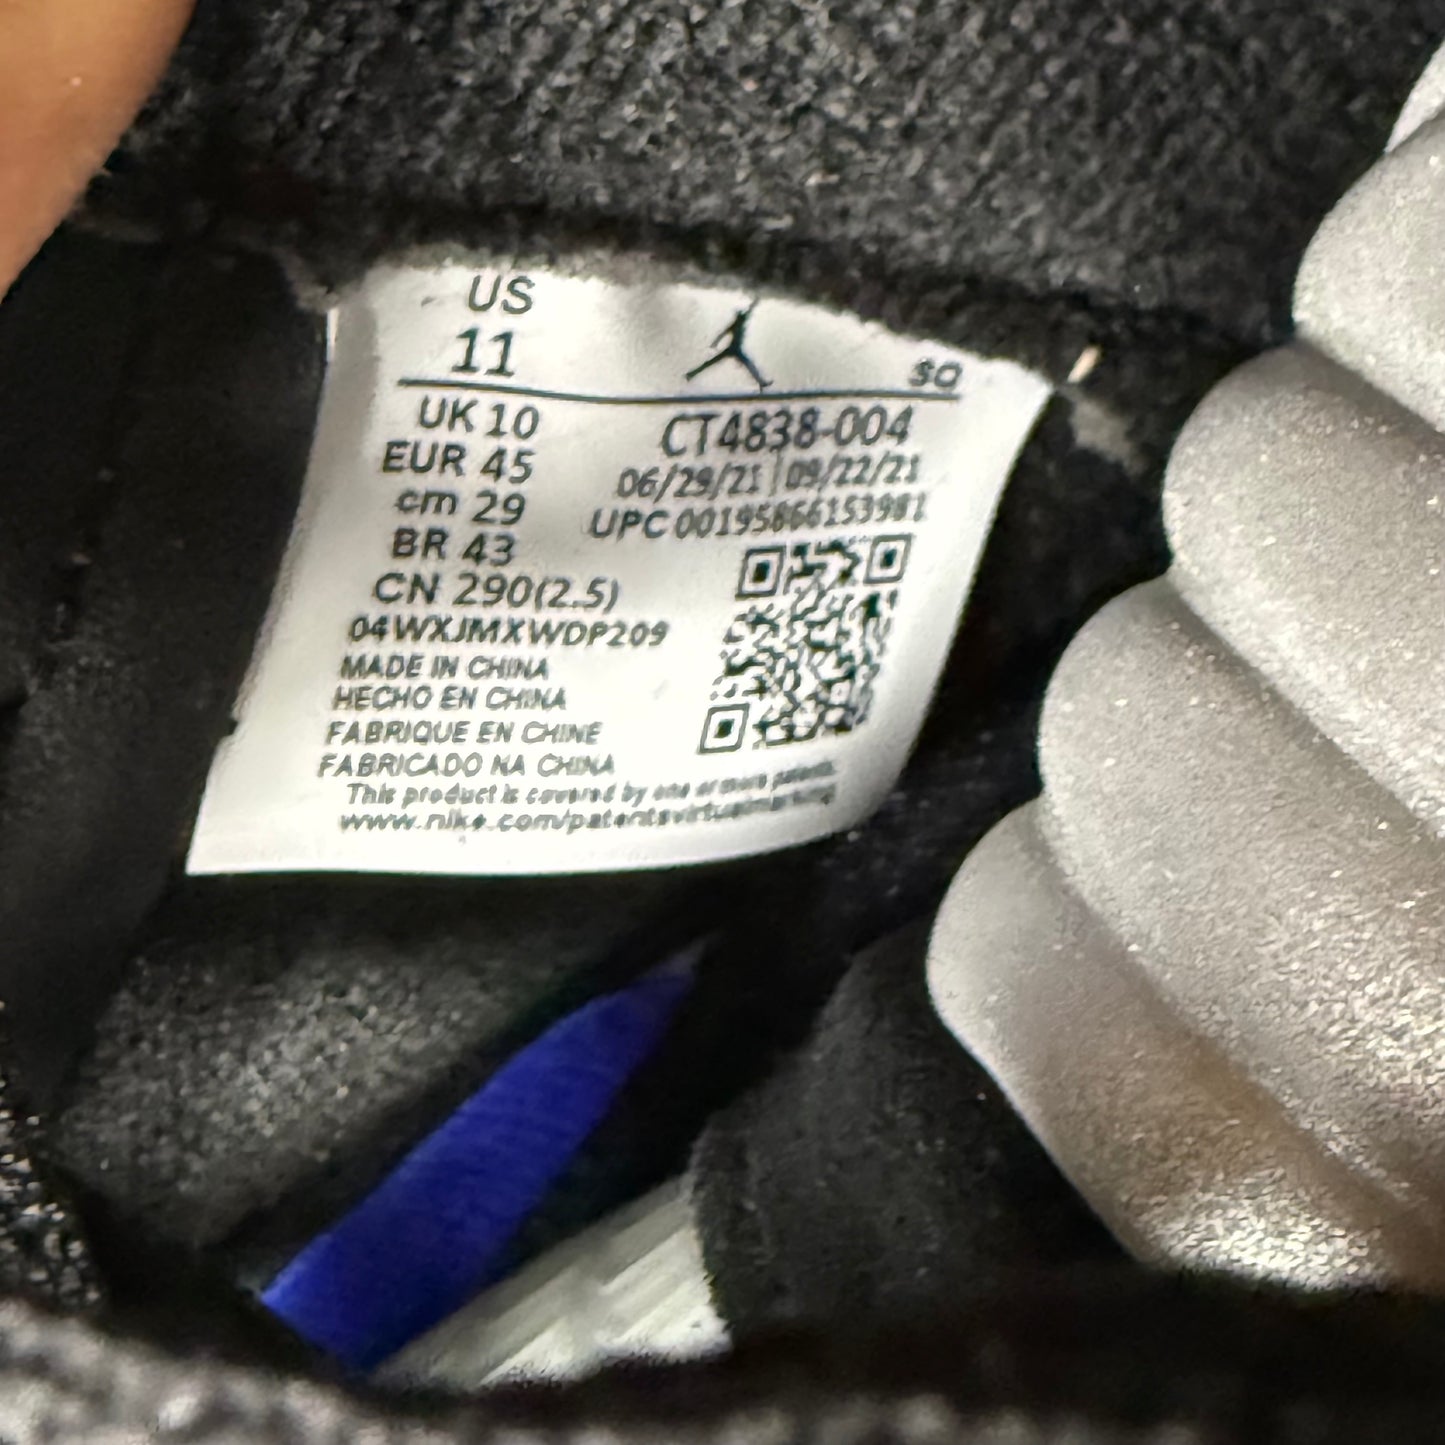 US
11
SQ
UK 10
EUR 45
cm 29
BR 43
CN 290(2.5)
CT4838-004
06/29/21 | 09/22/21
UPC 00195866153981
04WXJMXWDP209
MADE IN CHINA
HECHO EN CHINA
FABRIQUE EN CHINE
FABRICADO NA CHINA
This product is covered by one or more patents.
www.nike.com/patentsvirtualmarking